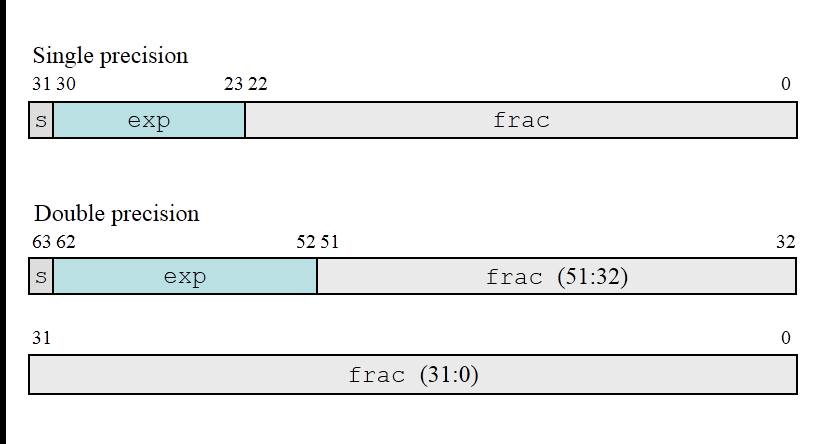 Single precision
31 30 23 22 0
s exp frac
Double precision
63 62 52 51 32
s exp frac (51:32)
31 0
frac (31:0)